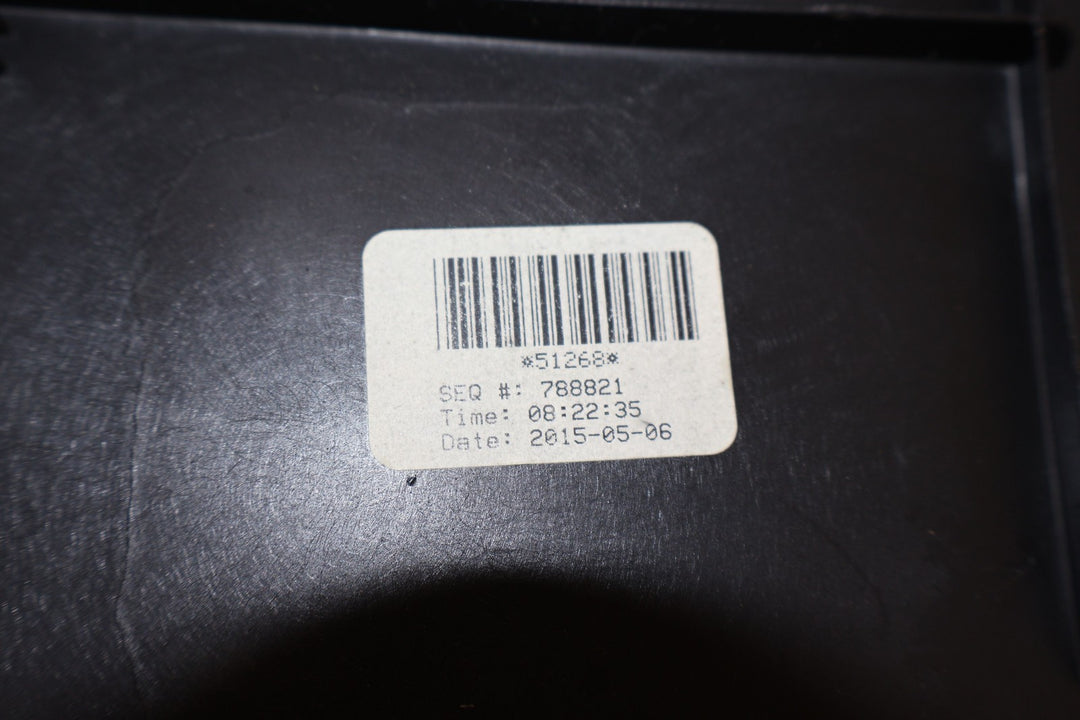 *51268*
SEQ #: 788821
Time: 08:22:35
Date: 2015-05-06